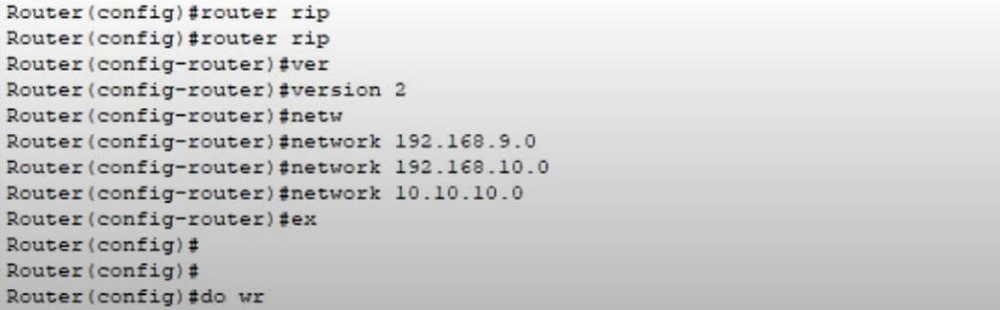 Router(config)#router rip
Router(config)#router rip
Router(config-router)#ver
Router(config-router)#version 2
Router(config-router)#netw
Router(config-router)#network 192.168.9.0
Router(config-router)#network 192.168.10.0
Router(config-router)#network 10.10.10.0
Router(config-router)#ex
Router(config)#
Router(config)#
Router(config)#do wr